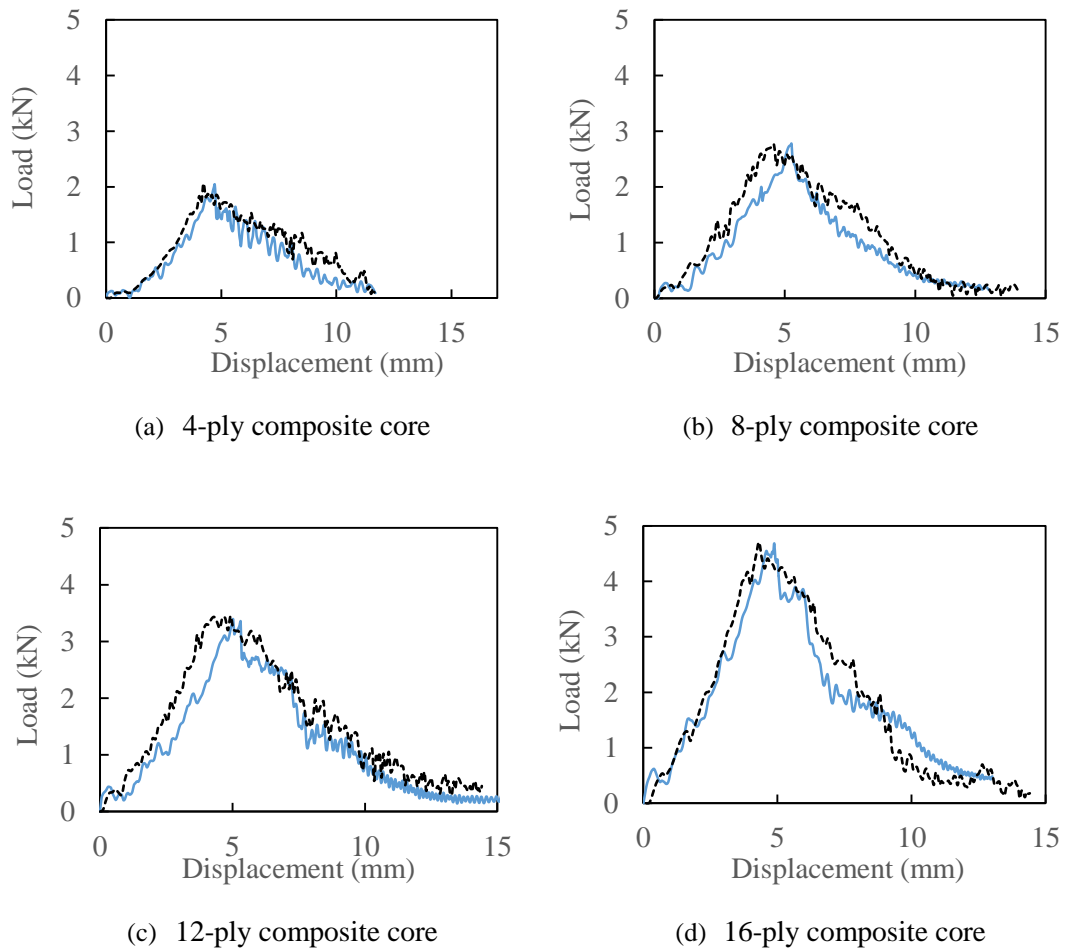 5
4
3
2
1
0
Load (kN)
0 5 10 15
Displacement (mm)
(a) 4-ply composite core
5
4
3
2
1
0
Load (kN)
0 5 10 15
Displacement (mm)
(b) 8-ply composite core
5
4
3
2
1
0
Load (kN)
0 5 10 15
Displacement (mm)
(c) 12-ply composite core
5
4
3
2
1
0
Load (kN)
0 5 10 15
Displacement (mm)
(d) 16-ply composite core